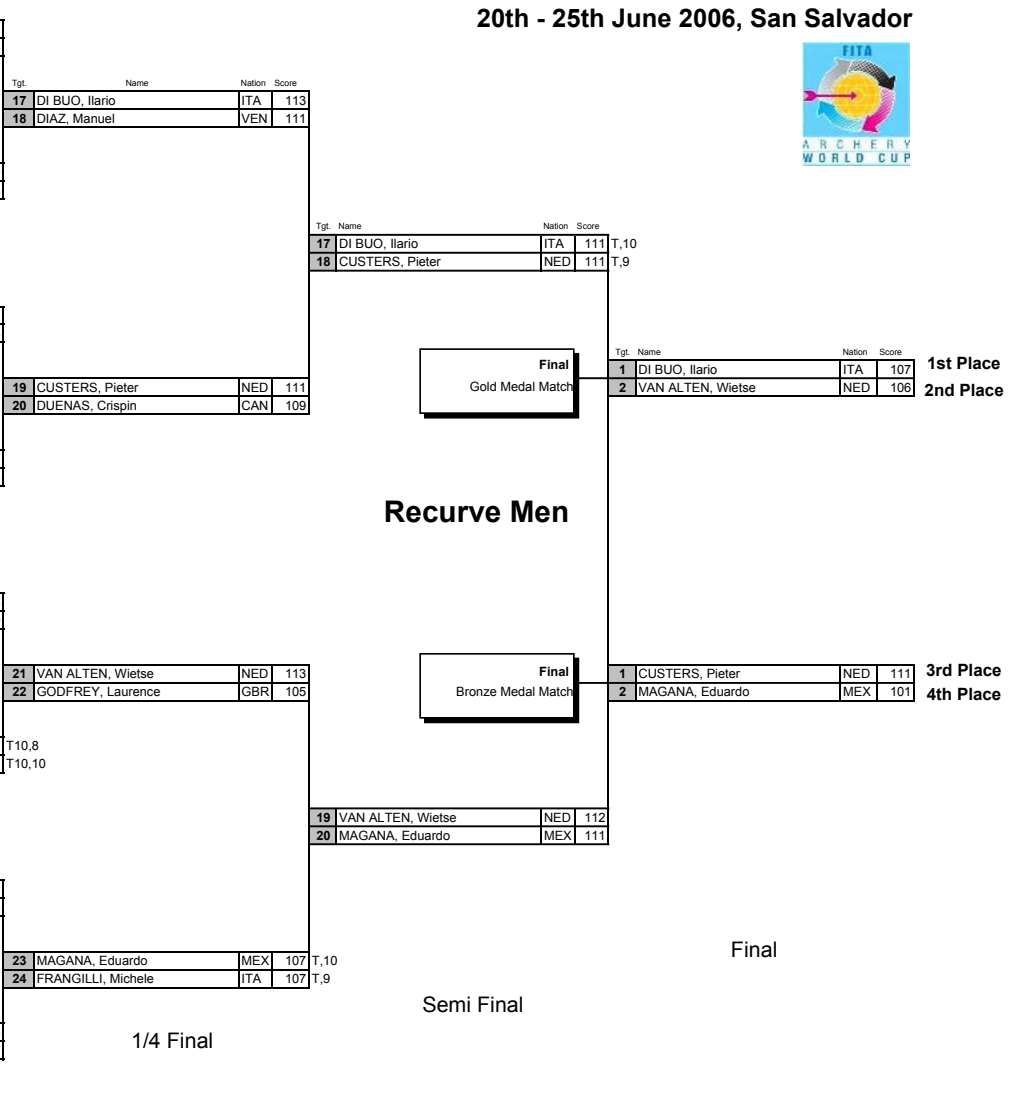 20th - 25th June 2006, San Salvador
FITA
ARCHERY
WORLD CUP
Tgt. Name Nation Score
17 DI BUO, Ilario ITA 113
18 DIAZ, Manuel VEN 111
Tgt. Name Nation Score
17 DI BUO, Ilario ITA 111 T,10
18 CUSTERS, Pieter NED 111 T,9
Final
Gold Medal Match
Tgt. Name Nation Score
1 DI BUO, Ilario ITA 107 1st Place
2 VAN ALTEN, Wietse NED 106 2nd Place
19 CUSTERS, Pieter NED 111
20 DUENAS, Crispin CAN 109
Recurve Men
21 VAN ALTEN, Wietse NED 113
22 GODFREY, Laurence GBR 105
Final
Bronze Medal Match
1 CUSTERS, Pieter NED 111 3rd Place
2 MAGANA, Eduardo MEX 101 4th Place
T10,8
T10,10
19 VAN ALTEN, Wietse NED 112
20 MAGANA, Eduardo MEX 111
23 MAGANA, Eduardo MEX 107 T,10
24 FRANGILLI, Michele ITA 107 T,9
Final
Semi Final
1/4 Final